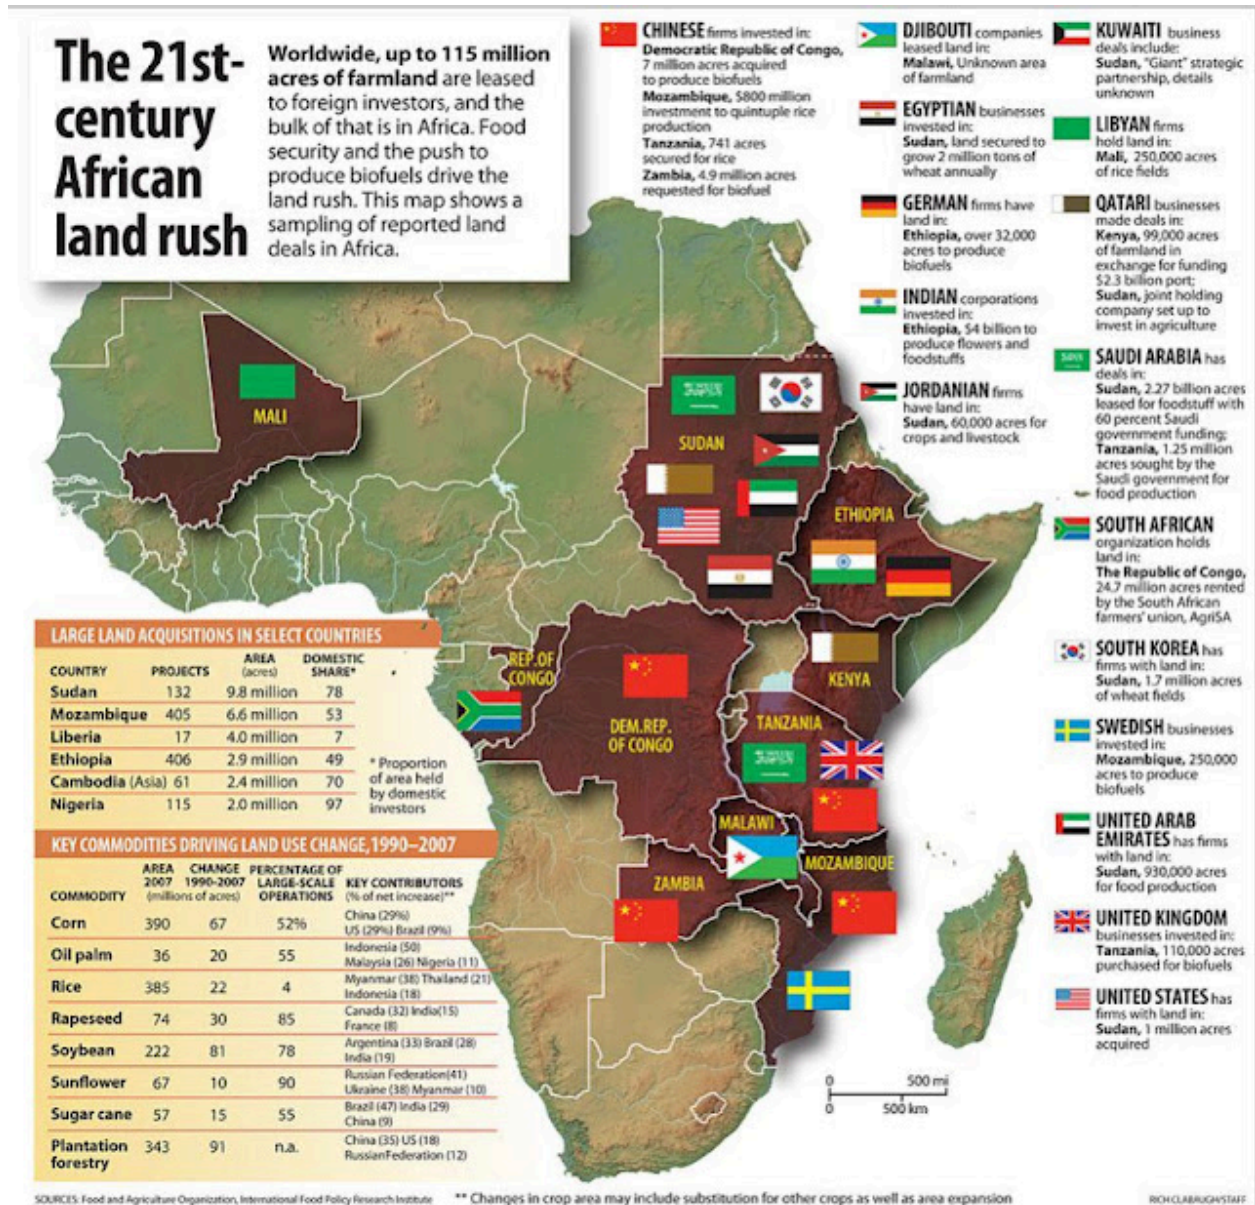 The 21st-
century
African
land rush
Worldwide, up to 115 million
acres of farmland are leased
to foreign investors, and the
bulk of that is in Africa. Food
security and the push to
produce biofuels drive the
land rush. This map shows a
sampling of reported land
deals in Africa.
CHINESE firms invested in:
Democratic Republic of Congo,
7 million acres acquired
to produce biofuels
Mozambique, $800 million
investment to quintuple rice
production
Tanzania, 741 acres
secured for rice
Zambia, 4.9 million acres
requested for biofuel
DJIBOUTI companies
leased land in:
Malawi, Unknown area
of farmland
EGYPTIAN businesses
invested in:
Sudan, land secured to
grow 2 million tons of
wheat annually
GERMAN firms have
land in:
Ethiopia, over 32,000
acres to produce
biofuels
INDIAN corporations
invested in:
Ethiopia, $4 billion to
produce flowers and
foodstuffs
JORDANIAN firms
have land in:
Sudan, 60,000 acres for
crops and livestock
KUWAITI business
deals include:
Sudan, "Giant" strategic
partnership, details
unknown
LIBYAN firms
hold land in:
Mali, 250,000 acres
of rice fields
QATARI businesses
made deals in:
Kenya, 99,000 acres
of farmland in
exchange for funding
$2.3 billion port;
Sudan, joint holding
company set up to
invest in agriculture
SAUDI ARABIA has
deals in:
Sudan, 2.27 billion acres
leased for foodstuff with
60 percent Saudi
government funding;
Tanzania, 1.25 million
acres sought by the
Saudi government for
food production
SOUTH AFRICAN
organization holds
land in:
The Republic of Congo,
24.7 million acres rented
by the South African
farmers' union, AgriSA
SOUTH KOREA has
firms with land in:
Sudan, 1.7 million acres
of wheat fields
SWEDISH businesses
invested in:
Mozambique, 250,000
acres to produce
biofuels
UNITED ARAB
EMIRATES has firms
with land in:
Sudan, 930,000 acres
for food production
UNITED KINGDOM
businesses invested in:
Tanzania, 110,000 acres
purchased for biofuels
UNITED STATES has
firms with land in:
Sudan, 1 million acres
acquired
MALI
SUDAN
ETHIOPIA
REP. OF
CONGO
DEM. REP.
OF CONGO
KENYA
TANZANIA
MALAWI
MOZAMBIQUE
ZAMBIA
0 500 mi
0 500 km
LARGE LAND ACQUISITIONS IN SELECT COUNTRIES
COUNTRY PROJECTS AREA (acres) DOMESTIC SHARE*
Sudan 132 9.8 million 78
Mozambique 405 6.6 million 53
Liberia 17 4.0 million 7
Ethiopia 406 2.9 million 49
Cambodia (Asia) 61 2.4 million 70
Nigeria 115 2.0 million 97
* Proportion
of area held
by domestic
investors
KEY COMMODITIES DRIVING LAND USE CHANGE, 1990–2007
COMMODITY AREA 2007 CHANGE 1990-2007 (millions of acres) PERCENTAGE OF LARGE-SCALE OPERATIONS KEY CONTRIBUTORS (% of net increase)**
Corn 390 67 52% China (29%)
US (29%) Brazil (9%)
Oil palm 36 20 55 Indonesia (50)
Malaysia (26) Nigeria (11)
Rice 385 22 4 Myanmar (38) Thailand (21)
Indonesia (18)
Rapeseed 74 30 85 Canada (32) India(15)
France (8)
Soybean 222 81 78 Argentina (33) Brazil (28)
India (19)
Sunflower 67 10 90 Russian Federation(41)
Ukraine (38) Myanmar (10)
Sugar cane 57 15 55 Brazil (47) India (29)
China (9)
Plantation forestry 343 91 n.a. China (35) US (18)
RussianFederation (12)
SOURCES: Food and Agriculture Organization, International Food Policy Research Institute
** Changes in crop area may include substitution for other crops as well as area expansion
RICH CLABAUGH/STAFF